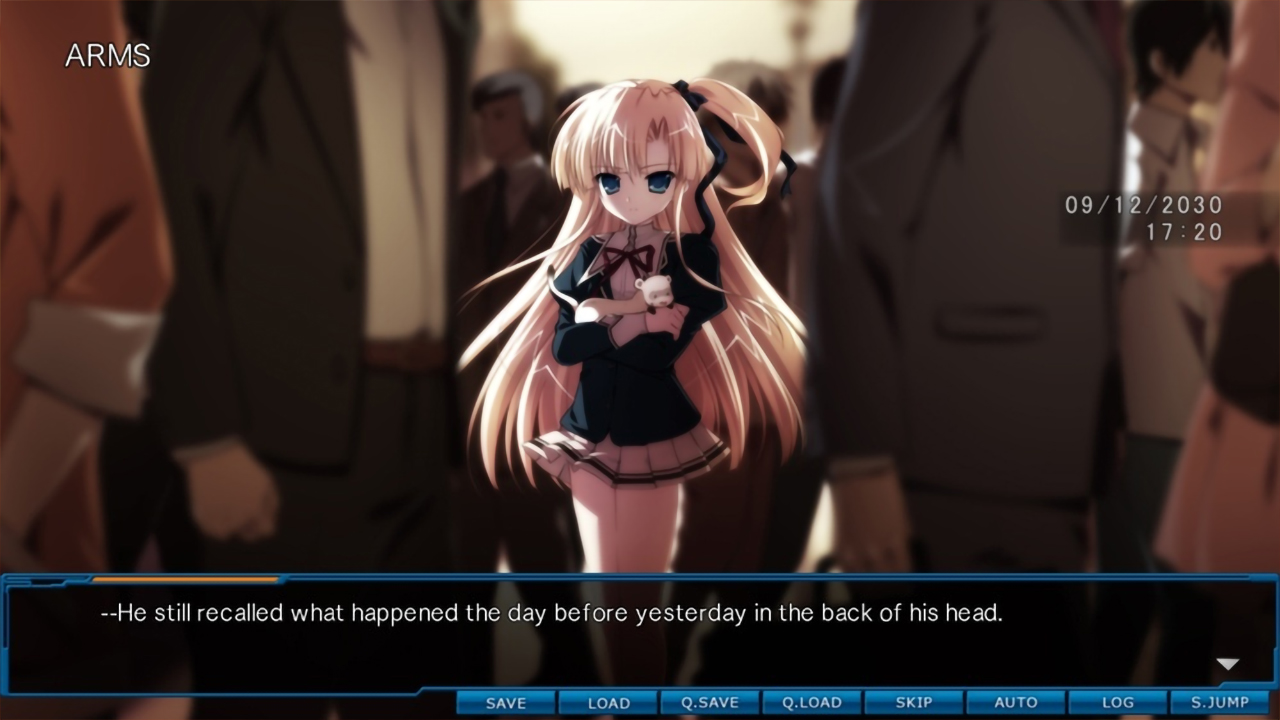 ARMS
09/12/2030
17:20
--He still recalled what happened the day before yesterday in the back of his head.
SAVE
LOAD
Q.SAVE
Q.LOAD
SKIP
AUTO
LOG
S.JUMP